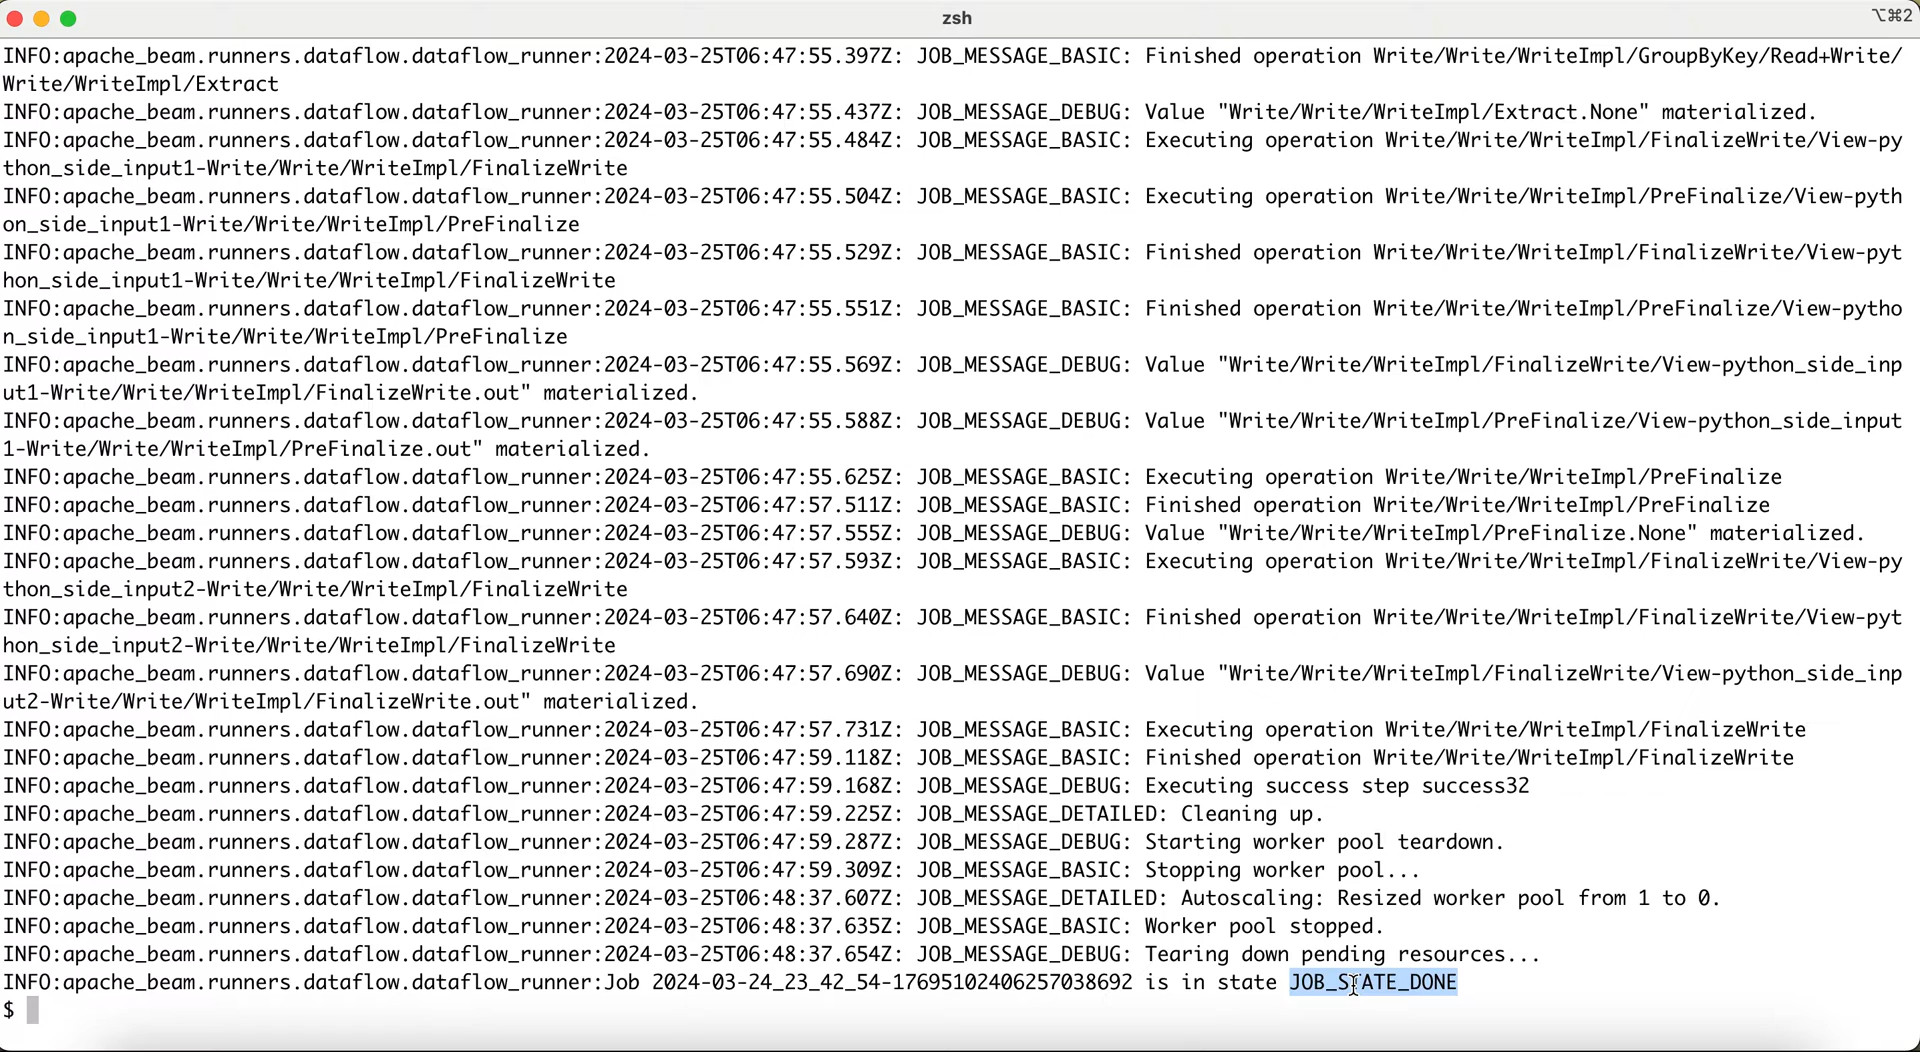 zsh
⌥⌘2
INFO:apache_beam.runners.dataflow.dataflow_runner:2024-03-25T06:47:55.397Z: JOB_MESSAGE_BASIC: Finished operation Write/Write/WriteImpl/GroupByKey/Read+Write/
Write/WriteImpl/Extract
INFO:apache_beam.runners.dataflow.dataflow_runner:2024-03-25T06:47:55.437Z: JOB_MESSAGE_DEBUG: Value "Write/Write/WriteImpl/Extract.None" materialized.
INFO:apache_beam.runners.dataflow.dataflow_runner:2024-03-25T06:47:55.484Z: JOB_MESSAGE_BASIC: Executing operation Write/Write/WriteImpl/FinalizeWrite/View-py
thon_side_input1-Write/Write/WriteImpl/FinalizeWrite
INFO:apache_beam.runners.dataflow.dataflow_runner:2024-03-25T06:47:55.504Z: JOB_MESSAGE_BASIC: Executing operation Write/Write/WriteImpl/PreFinalize/View-pyth
on_side_input1-Write/Write/WriteImpl/PreFinalize
INFO:apache_beam.runners.dataflow.dataflow_runner:2024-03-25T06:47:55.529Z: JOB_MESSAGE_BASIC: Finished operation Write/Write/WriteImpl/FinalizeWrite/View-pyt
hon_side_input1-Write/Write/WriteImpl/FinalizeWrite
INFO:apache_beam.runners.dataflow.dataflow_runner:2024-03-25T06:47:55.551Z: JOB_MESSAGE_BASIC: Finished operation Write/Write/WriteImpl/PreFinalize/View-pytho
n_side_input1-Write/Write/WriteImpl/PreFinalize
INFO:apache_beam.runners.dataflow.dataflow_runner:2024-03-25T06:47:55.569Z: JOB_MESSAGE_DEBUG: Value "Write/Write/WriteImpl/FinalizeWrite/View-python_side_inp
ut1-Write/Write/WriteImpl/FinalizeWrite.out" materialized.
INFO:apache_beam.runners.dataflow.dataflow_runner:2024-03-25T06:47:55.588Z: JOB_MESSAGE_DEBUG: Value "Write/Write/WriteImpl/PreFinalize/View-python_side_input
1-Write/Write/WriteImpl/PreFinalize.out" materialized.
INFO:apache_beam.runners.dataflow.dataflow_runner:2024-03-25T06:47:55.625Z: JOB_MESSAGE_BASIC: Executing operation Write/Write/WriteImpl/PreFinalize
INFO:apache_beam.runners.dataflow.dataflow_runner:2024-03-25T06:47:57.511Z: JOB_MESSAGE_BASIC: Finished operation Write/Write/WriteImpl/PreFinalize
INFO:apache_beam.runners.dataflow.dataflow_runner:2024-03-25T06:47:57.555Z: JOB_MESSAGE_DEBUG: Value "Write/Write/WriteImpl/PreFinalize.None" materialized.
INFO:apache_beam.runners.dataflow.dataflow_runner:2024-03-25T06:47:57.593Z: JOB_MESSAGE_BASIC: Executing operation Write/Write/WriteImpl/FinalizeWrite/View-py
thon_side_input2-Write/Write/WriteImpl/FinalizeWrite
INFO:apache_beam.runners.dataflow.dataflow_runner:2024-03-25T06:47:57.640Z: JOB_MESSAGE_BASIC: Finished operation Write/Write/WriteImpl/FinalizeWrite/View-pyt
hon_side_input2-Write/Write/WriteImpl/FinalizeWrite
INFO:apache_beam.runners.dataflow.dataflow_runner:2024-03-25T06:47:57.690Z: JOB_MESSAGE_DEBUG: Value "Write/Write/WriteImpl/FinalizeWrite/View-python_side_inp
ut2-Write/Write/WriteImpl/FinalizeWrite.out" materialized.
INFO:apache_beam.runners.dataflow.dataflow_runner:2024-03-25T06:47:57.731Z: JOB_MESSAGE_BASIC: Executing operation Write/Write/WriteImpl/FinalizeWrite
INFO:apache_beam.runners.dataflow.dataflow_runner:2024-03-25T06:47:59.118Z: JOB_MESSAGE_BASIC: Finished operation Write/Write/WriteImpl/FinalizeWrite
INFO:apache_beam.runners.dataflow.dataflow_runner:2024-03-25T06:47:59.168Z: JOB_MESSAGE_DEBUG: Executing success step success32
INFO:apache_beam.runners.dataflow.dataflow_runner:2024-03-25T06:47:59.225Z: JOB_MESSAGE_DETAILED: Cleaning up.
INFO:apache_beam.runners.dataflow.dataflow_runner:2024-03-25T06:47:59.287Z: JOB_MESSAGE_DEBUG: Starting worker pool teardown.
INFO:apache_beam.runners.dataflow.dataflow_runner:2024-03-25T06:47:59.309Z: JOB_MESSAGE_BASIC: Stopping worker pool...
INFO:apache_beam.runners.dataflow.dataflow_runner:2024-03-25T06:48:37.607Z: JOB_MESSAGE_DETAILED: Autoscaling: Resized worker pool from 1 to 0.
INFO:apache_beam.runners.dataflow.dataflow_runner:2024-03-25T06:48:37.635Z: JOB_MESSAGE_BASIC: Worker pool stopped.
INFO:apache_beam.runners.dataflow.dataflow_runner:2024-03-25T06:48:37.654Z: JOB_MESSAGE_DEBUG: Tearing down pending resources...
INFO:apache_beam.runners.dataflow.dataflow_runner:Job 2024-03-24_23_42_54-17695102406257038692 is in state JOB_STATE_DONE
$